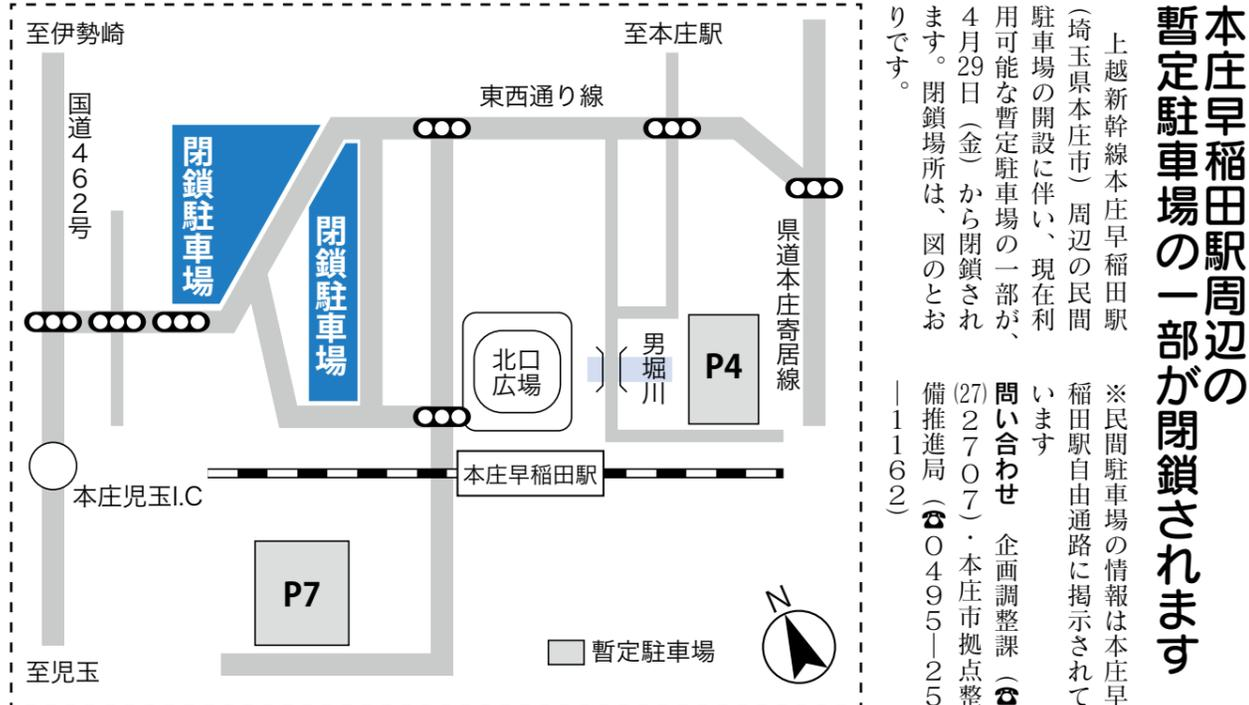 本庄早稲田駅周辺の
暫定駐車場の一部が閉鎖されます
　上越新幹線本庄早稲田駅
（埼玉県本庄市）周辺の民間
駐車場の開設に伴い、現在利
用可能な暫定駐車場の一部が、
４月29日（金）から閉鎖され
ます。閉鎖場所は、図のとお
りです。
※民間駐車場の情報は本庄早
稲田駅自由通路に掲示されて
います
問い合わせ　企画調整課（☎
(27)２７０７）・本庄市拠点整
備推進局（☎０４９５―２５
―１１６２）
至伊勢崎
至本庄駅
東西通り線
国道４６２号
閉鎖駐車場
閉鎖駐車場
県道本庄寄居線
男堀川
北口
広場
P4
本庄早稲田駅
本庄児玉I.C
P7
N
暫定駐車場
至児玉